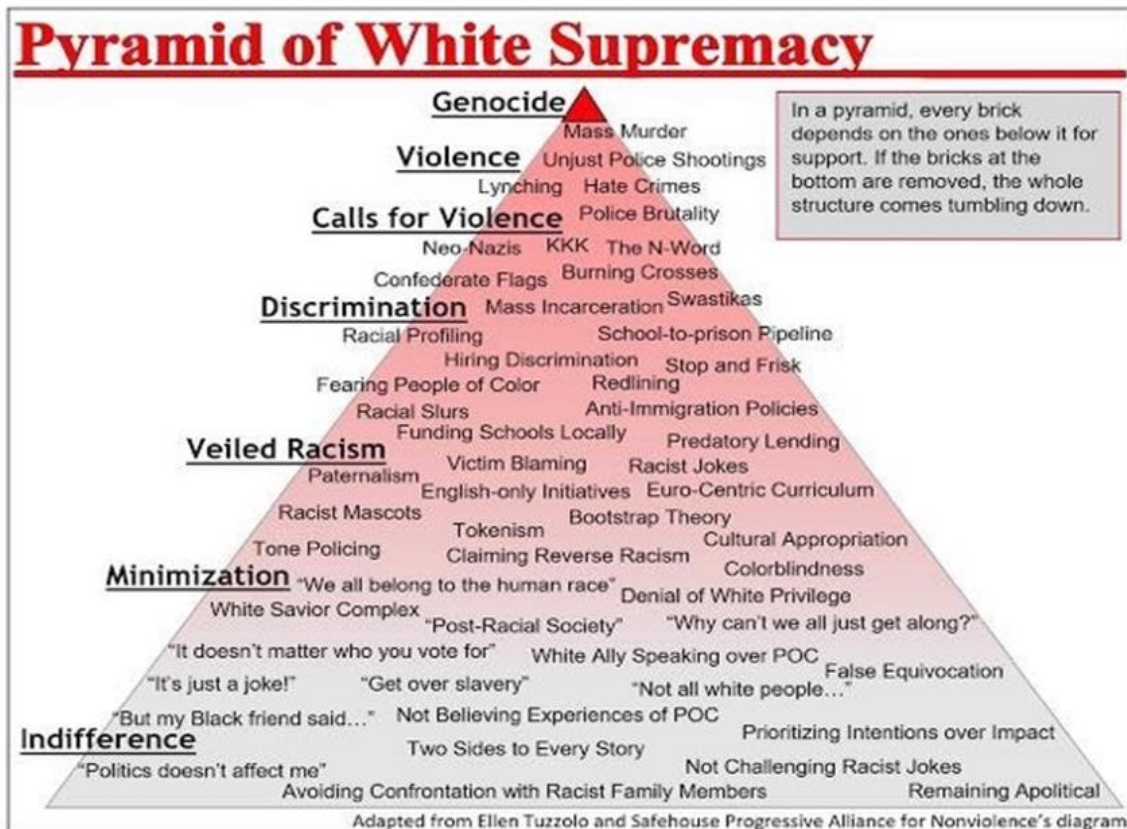 Pyramid of White Supremacy
Genocide
In a pyramid, every brick
depends on the ones below it for
support. If the bricks at the
bottom are removed, the whole
structure comes tumbling down.
Mass Murder
Violence Unjust Police Shootings
Lynching Hate Crimes
Calls for Violence Police Brutality
Neo-Nazis KKK The N-Word
Confederate Flags Burning Crosses
Discrimination Mass Incarceration Swastikas
Racial Profiling School-to-prison Pipeline
Hiring Discrimination Stop and Frisk
Fearing People of Color Redlining
Racial Slurs Anti-Immigration Policies
Funding Schools Locally Predatory Lending
Veiled Racism Victim Blaming Racist Jokes
Paternalism English-only Initiatives Euro-Centric Curriculum
Racist Mascots Tokenism Bootstrap Theory
Cultural Appropriation
Tone Policing Claiming Reverse Racism
Colorblindness
Minimization "We all belong to the human race" Denial of White Privilege
White Savior Complex "Post-Racial Society" "Why can't we all just get along?"
"It doesn't matter who you vote for" White Ally Speaking over POC
False Equivocation
"It's just a joke!" "Get over slavery" "Not all white people…"
"But my Black friend said…" Not Believing Experiences of POC
Prioritizing Intentions over Impact
Indifference Two Sides to Every Story
"Politics doesn't affect me" Not Challenging Racist Jokes
Avoiding Confrontation with Racist Family Members Remaining Apolitical
Adapted from Ellen Tuzzolo and Safehouse Progressive Alliance for Nonviolence's diagram